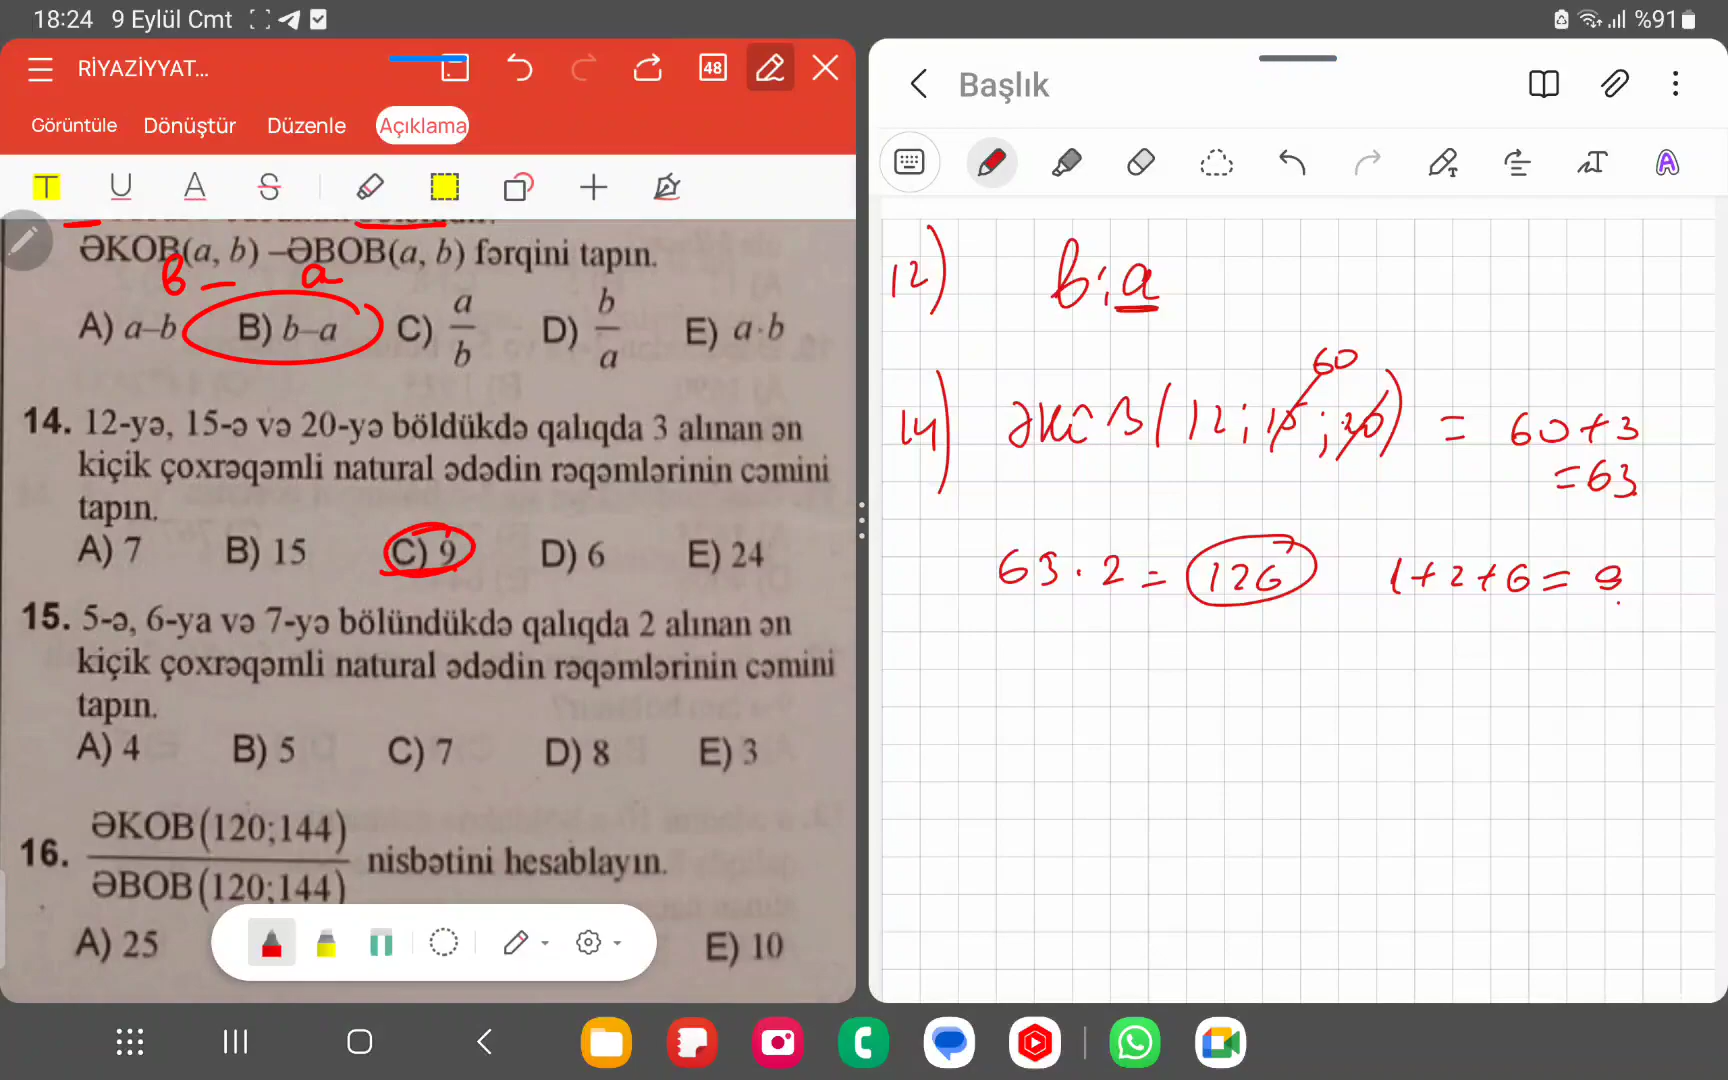 18:24 9 Eylül Cmt
%91
RİYAZİYYAT...
48
Görüntüle Dönüştür Düzenle Açıklama
ƏKOB(a, b) –ƏBOB(a, b) fərqini tapın.
b – a
A) a–b B) b–a C) a/b D) b/a E) a·b
14. 12-yə, 15-ə və 20-yə böldükdə qalıqda 3 alınan ən
kiçik çoxrəqəmli natural ədədin rəqəmlərinin cəmini
tapın.
A) 7 B) 15 C) 9 D) 6 E) 24
15. 5-ə, 6-ya və 7-yə bölündükdə qalıqda 2 alınan ən
kiçik çoxrəqəmli natural ədədin rəqəmlərinin cəmini
tapın.
A) 4 B) 5 C) 7 D) 8 E) 3
16. ƏKOB(120;144)
ƏBOB(120;144)
nisbətini hesablayın.
A) 25 E) 10
Başlık
12) b:a
60
14) ƏKOB(12;15;20) = 60+3
=63
63·2=126 1+2+6=9